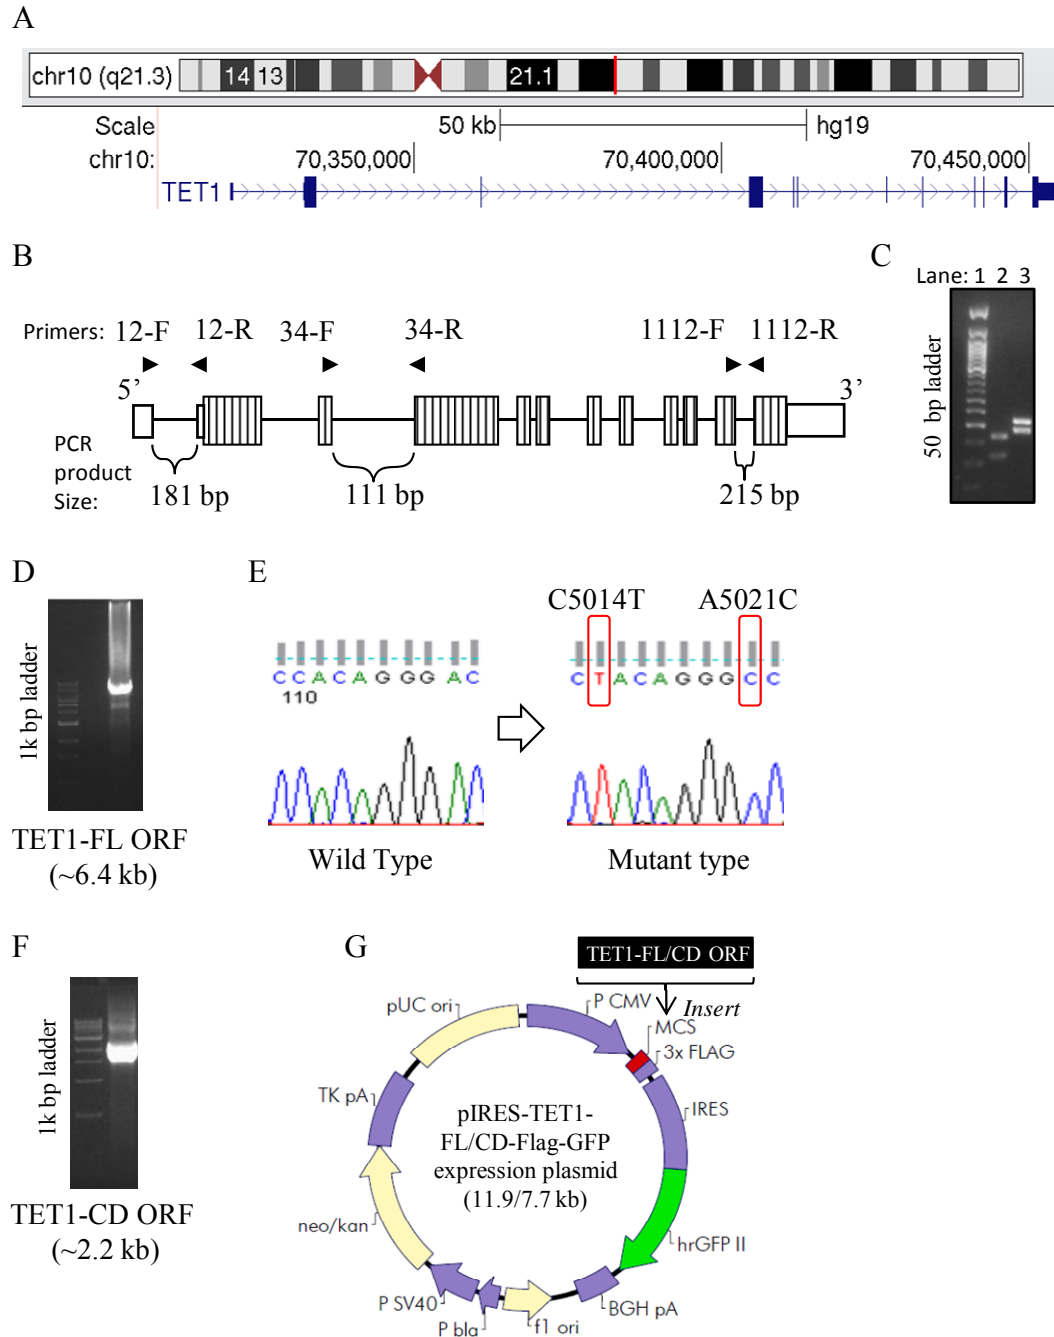 A
chr10 (q21.3)
14 13
21.1
Scale
50 kb
hg19
chr10:
70,350,000
70,400,000
70,450,000
TET1
B
Primers:
12-F
12-R
34-F
34-R
1112-F
1112-R
5’
3’
PCR
product
Size:
181 bp
111 bp
215 bp
C
Lane: 1 2 3
50 bp ladder
D
1k bp ladder
TET1-FL ORF
(~6.4 kb)
E
C5014T
A5021C
C C A C A G G G A C
110
C T A C A G G G C C
Wild Type
Mutant type
F
1k bp ladder
TET1-CD ORF
(~2.2 kb)
G
TET1-FL/CD ORF
Insert
pUC ori
P CMV
MCS
3x FLAG
TK pA
IRES
pIRES-TET1-
FL/CD-Flag-GFP
expression plasmid
(11.9/7.7 kb)
neo/kan
hrGFP II
P SV40
BGH pA
P bla
f1 ori